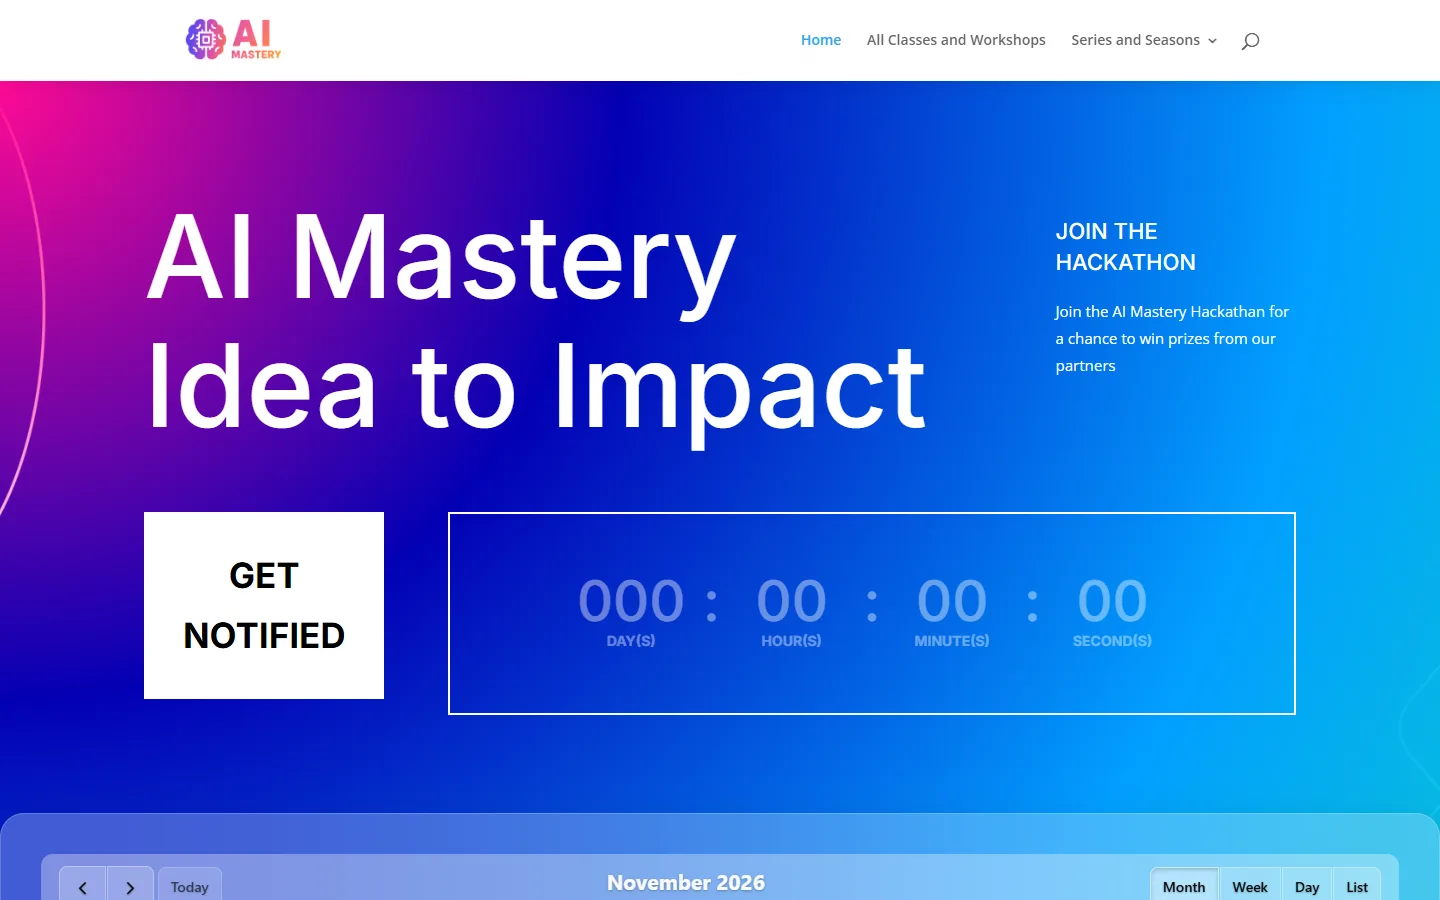 AI
MASTERY
Home
All Classes and Workshops
Series and Seasons
AI Mastery
Idea to Impact
JOIN THE
HACKATHON
Join the AI Mastery Hackathan for
a chance to win prizes from our
partners
GET
NOTIFIED
000 : 00 : 00 : 00
DAY(S) HOUR(S) MINUTE(S) SECOND(S)
Today
November 2026
Month Week Day List